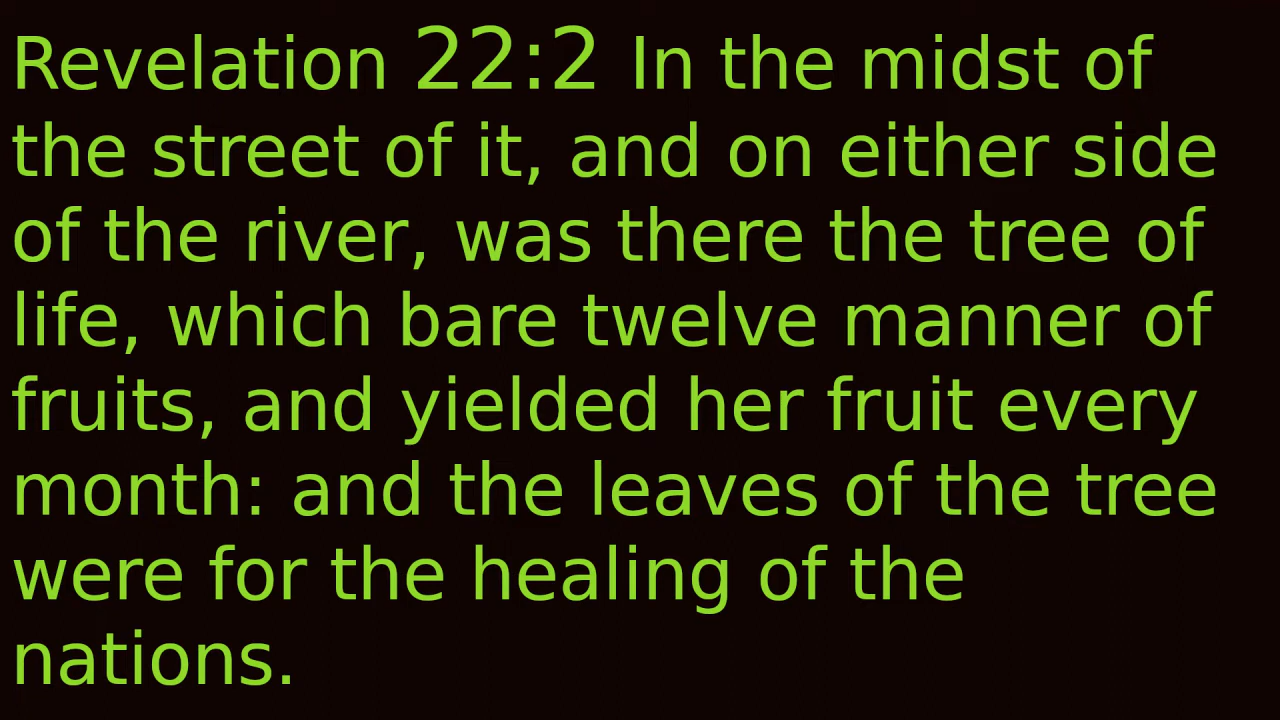 Revelation 22:2 In the midst of
the street of it, and on either side
of the river, was there the tree of
life, which bare twelve manner of
fruits, and yielded her fruit every
month: and the leaves of the tree
were for the healing of the
nations.